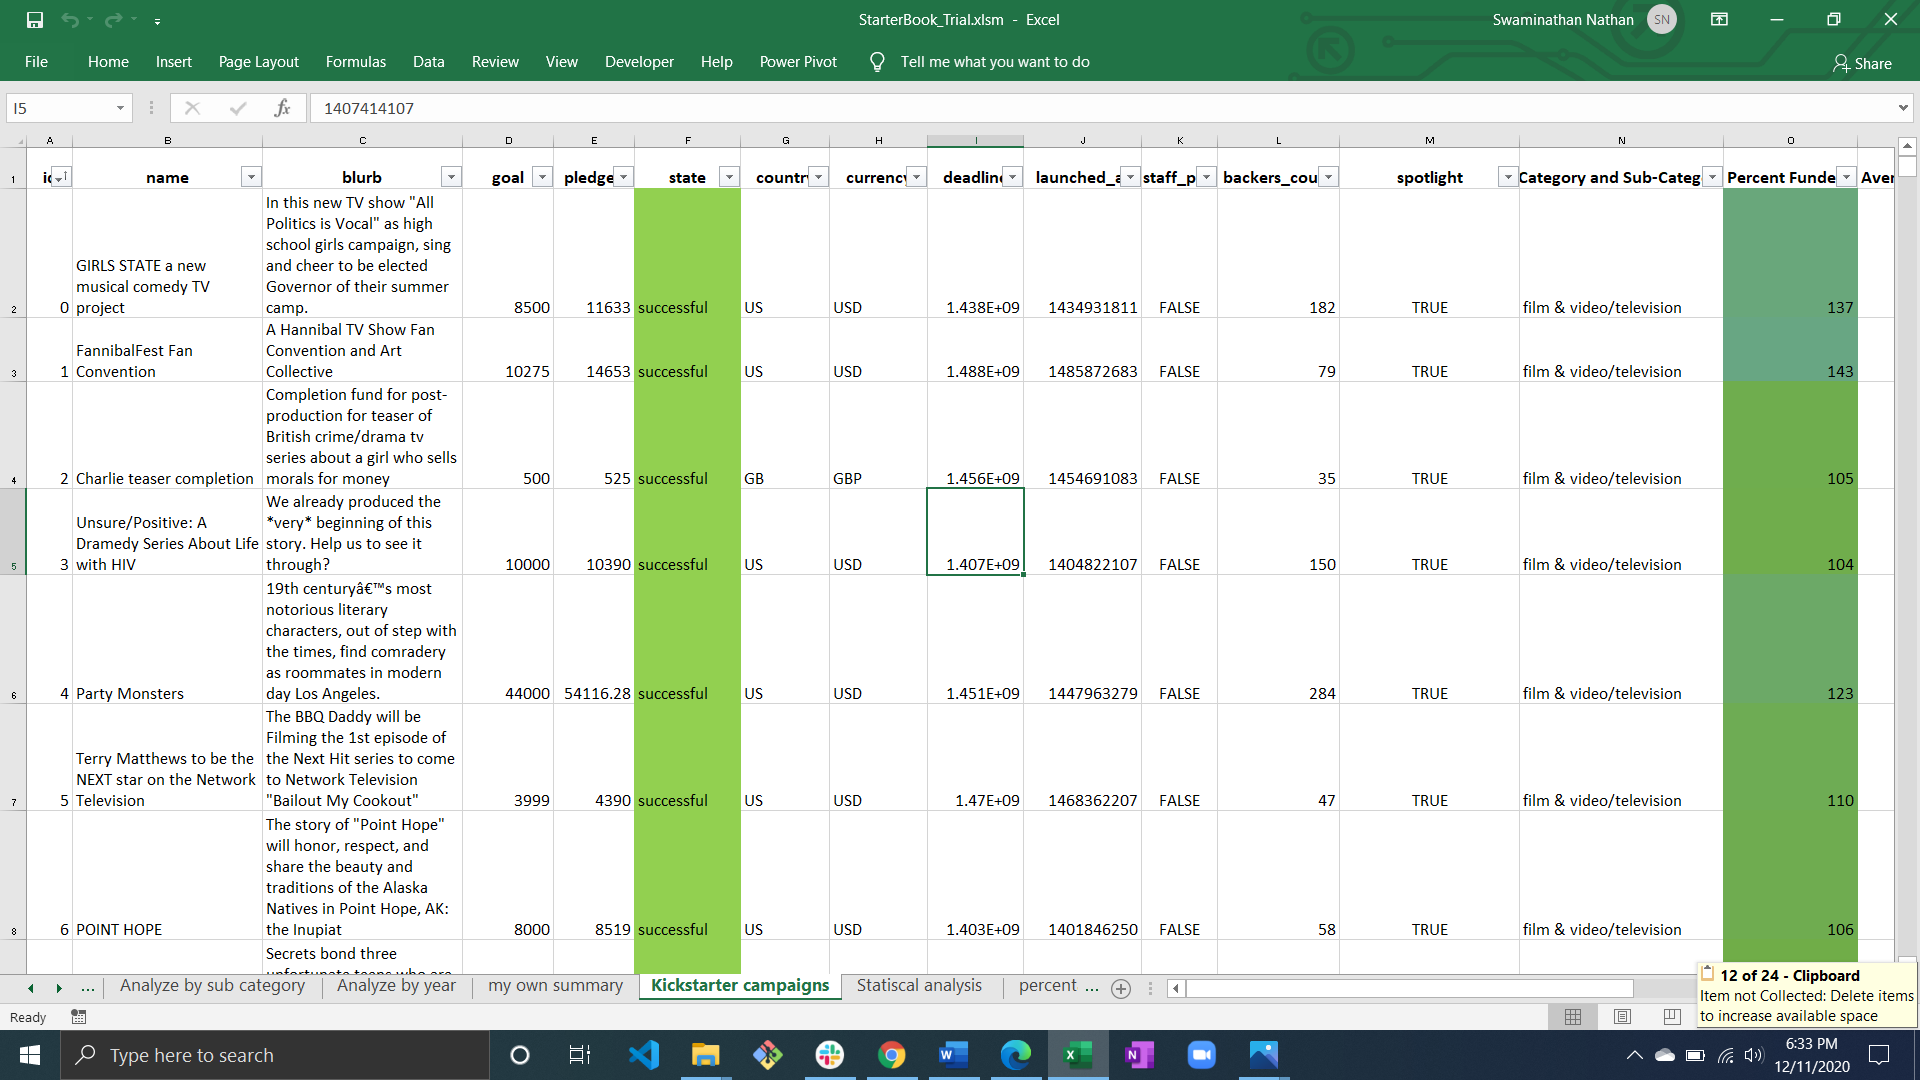 StarterBook_Trial.xlsm - Excel
Swaminathan Nathan SN
File Home Insert Page Layout Formulas Data Review View Developer Help Power Pivot Tell me what you want to do Share
I5 fx 1407414107
A B C D E F G H I J K L M N O
1 name blurb goal pledge state countr currency deadline launched_a staff_p backers_cou spotlight Category and Sub-Categ Percent Funde Aver
In this new TV show "All
Politics is Vocal" as high
school girls campaign, sing
and cheer to be elected
Governor of their summer
camp.
GIRLS STATE a new
musical comedy TV
project
2 0 8500 11633 successful US USD 1.438E+09 1434931811 FALSE 182 TRUE film & video/television 137
A Hannibal TV Show Fan
Convention and Art
Collective
FannibalFest Fan
Convention
3 1 10275 14653 successful US USD 1.488E+09 1485872683 FALSE 79 TRUE film & video/television 143
Completion fund for post-
production for teaser of
British crime/drama tv
series about a girl who sells
morals for money
4 2 Charlie teaser completion 500 525 successful GB GBP 1.456E+09 1454691083 FALSE 35 TRUE film & video/television 105
We already produced the
*very* beginning of this
story. Help us to see it
through?
Unsure/Positive: A
Dramedy Series About Life
with HIV
5 3 10000 10390 successful US USD 1.407E+09 1404822107 FALSE 150 TRUE film & video/television 104
19th centuryâ€™s most
notorious literary
characters, out of step with
the times, find comradery
as roommates in modern
day Los Angeles.
6 4 Party Monsters 44000 54116.28 successful US USD 1.451E+09 1447963279 FALSE 284 TRUE film & video/television 123
The BBQ Daddy will be
Filming the 1st episode of
the Next Hit series to come
to Network Television
"Bailout My Cookout"
Terry Matthews to be the
NEXT star on the Network
Television
7 5 3999 4390 successful US USD 1.47E+09 1468362207 FALSE 47 TRUE film & video/television 110
The story of "Point Hope"
will honor, respect, and
share the beauty and
traditions of the Alaska
Natives in Point Hope, AK:
the Inupiat
8 6 POINT HOPE 8000 8519 successful US USD 1.403E+09 1401846250 FALSE 58 TRUE film & video/television 106
Secrets bond three
unfortunate teens who are
... Analyze by sub category Analyze by year my own summary Kickstarter campaigns Statiscal analysis percent ...
12 of 24 - Clipboard
Item not Collected: Delete items
to increase available space
Ready
Type here to search
6:33 PM
12/11/2020